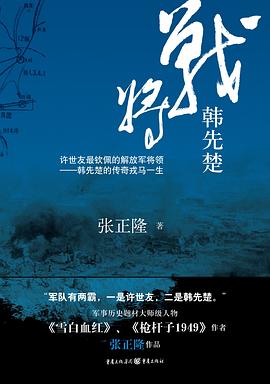 战将
韩先楚
许世友最钦佩的解放军将领
——韩先楚的传奇戎马一生
张正隆 著
“军队有两霸，一是许世友，二是韩先楚。”
军事历史题材大师级人物
《雪白血红》、《枪杆子1949》作者
张正隆作品
重庆出版集团 重庆出版社